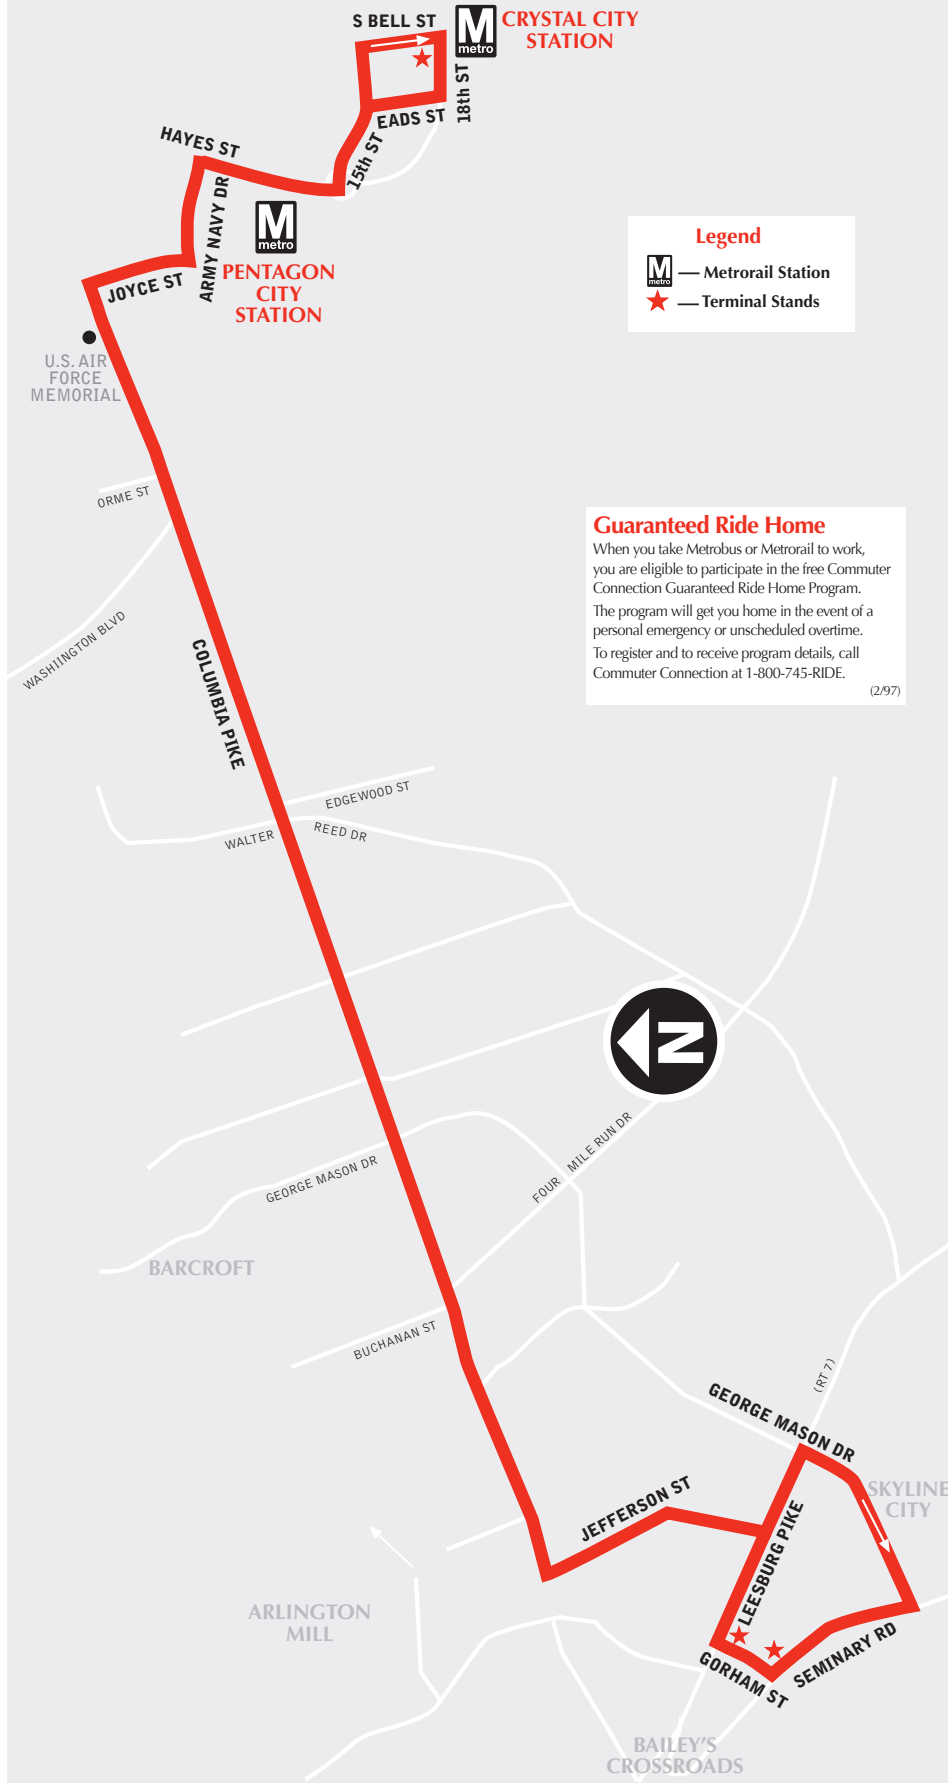 S BELL ST
M
metro
CRYSTAL CITY
STATION
18th ST
EADS ST
15th ST
HAYES ST
ARMY NAVY DR
M
metro
PENTAGON
CITY
STATION
JOYCE ST
U.S. AIR
FORCE
MEMORIAL
Legend
M
metro
— Metrorail Station
— Terminal Stands
ORME ST
WASHIINGTON BLVD
COLUMBIA PIKE
Guaranteed Ride Home
When you take Metrobus or Metrorail to work,
you are eligible to participate in the free Commuter
Connection Guaranteed Ride Home Program.
The program will get you home in the event of a
personal emergency or unscheduled overtime.
To register and to receive program details, call
Commuter Connection at 1-800-745-RIDE.
(2/97)
EDGEWOOD ST
WALTER REED DR
N
FOUR MILE RUN DR
GEORGE MASON DR
BARCROFT
BUCHANAN ST
(RT 7)
GEORGE MASON DR
SKYLINE
CITY
JEFFERSON ST
LEESBURG PIKE
ARLINGTON
MILL
SEMINARY RD
GORHAM ST
BAILEY'S
CROSSROADS